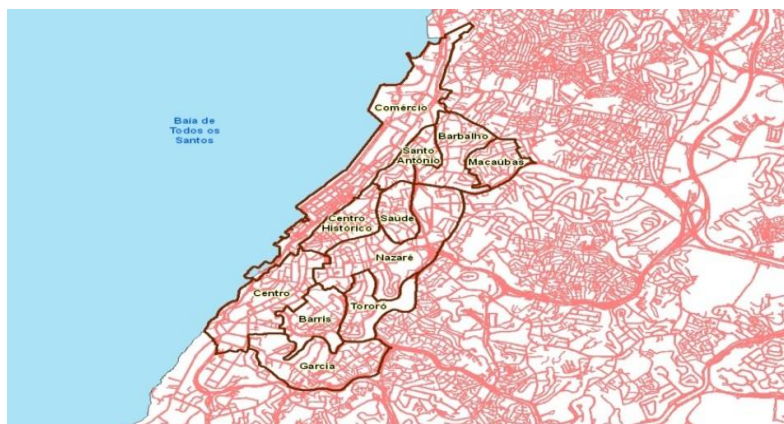 Comércio
Baía de
Todos os
Santos
Barbalho
Santo
Antônio
Macaúbas
Centro
Histórico
Saúde
Nazaré
Centro
Tororó
Barris
Garcia